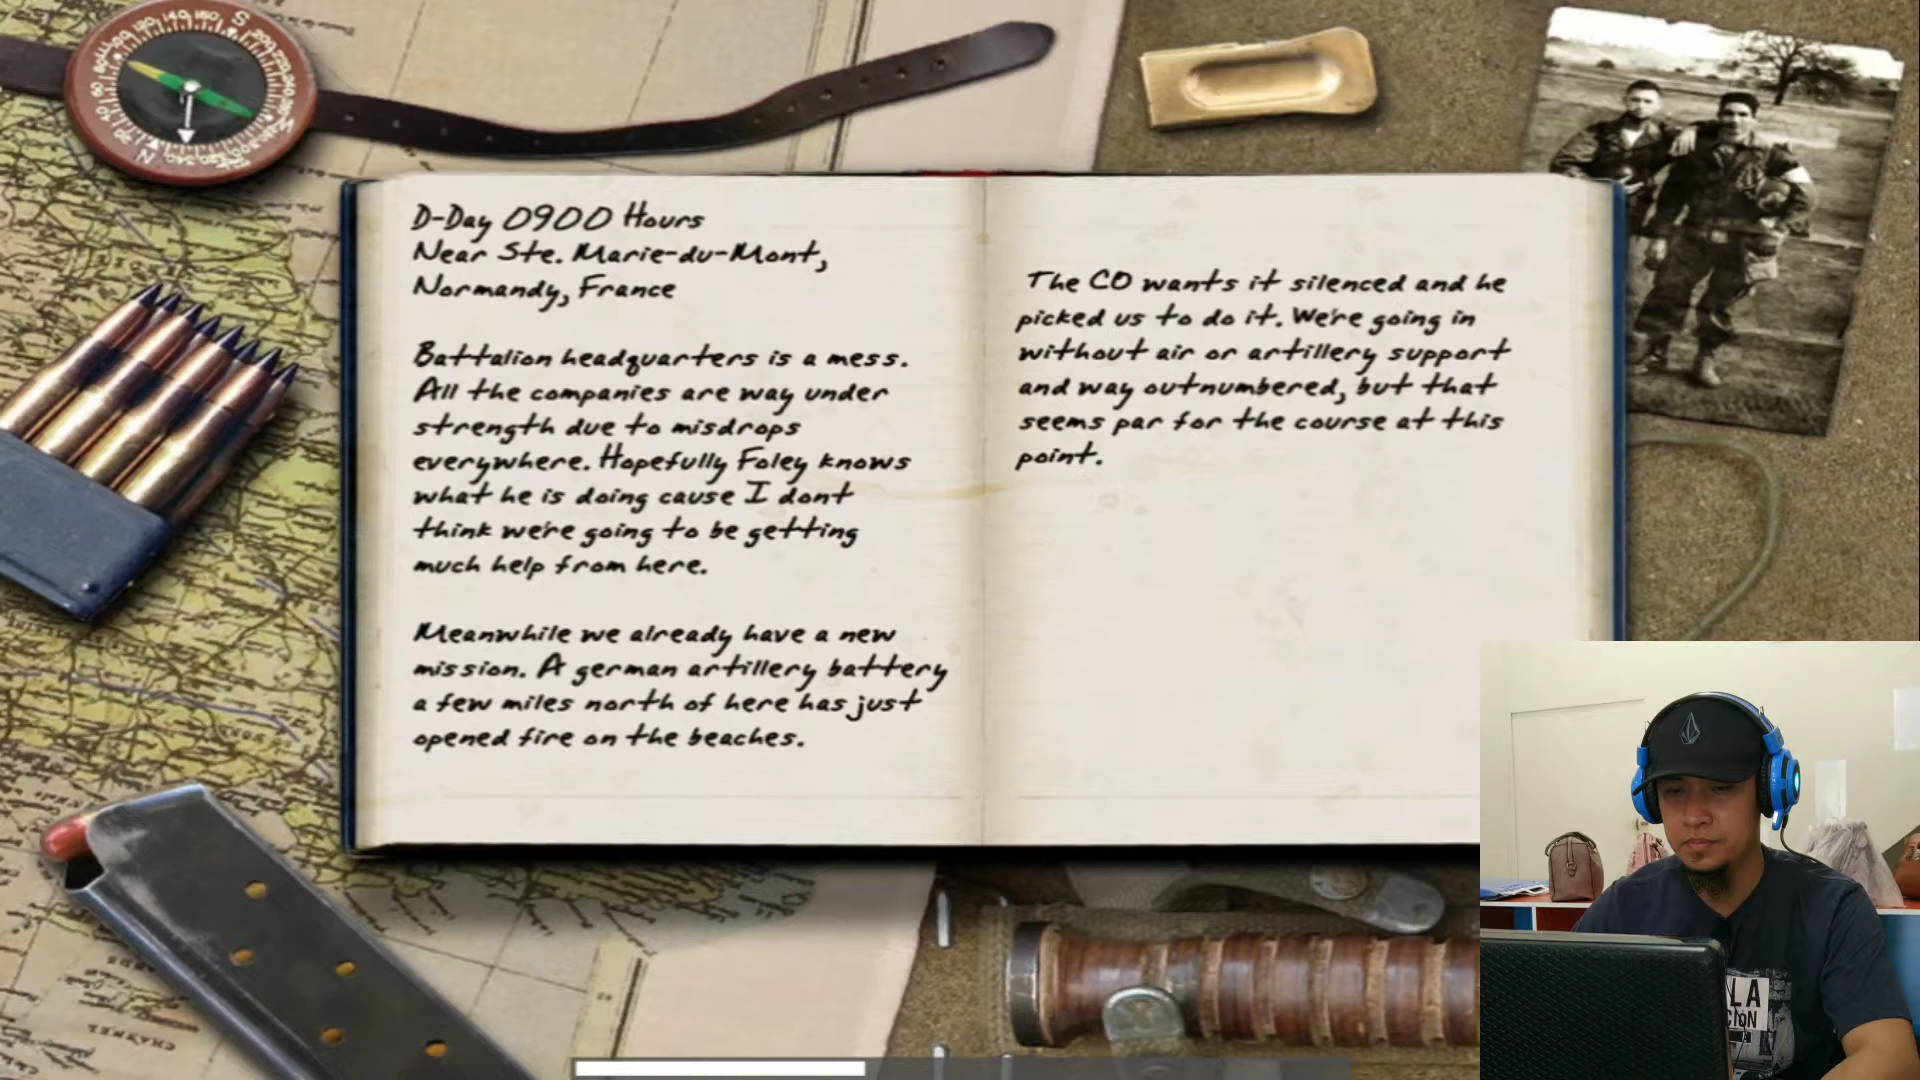 D-Day 0900 Hours
Near Ste. Marie-du-Mont,
Normandy, France
Battalion headquarters is a mess.
All the companies are way under
strength due to misdrops
everywhere. Hopefully Foley knows
what he is doing cause I dont
think we're going to be getting
much help from here.
Meanwhile we already have a new
mission. A german artillery battery
a few miles north of here has just
opened fire on the beaches.
The CO wants it silenced and he
picked us to do it. We're going in
without air or artillery support
and way outnumbered, but that
seems par for the course at this
point.